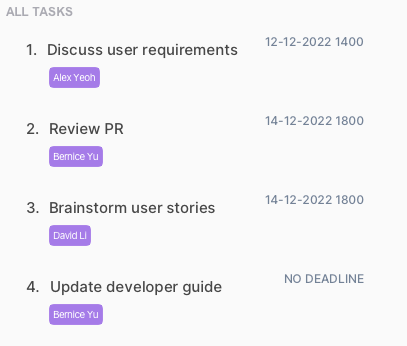 ALL TASKS
1. Discuss user requirements 12-12-2022 1400
Alex Yeoh
2. Review PR 14-12-2022 1800
Bernice Yu
3. Brainstorm user stories 14-12-2022 1800
David Li
4. Update developer guide NO DEADLINE
Bernice Yu